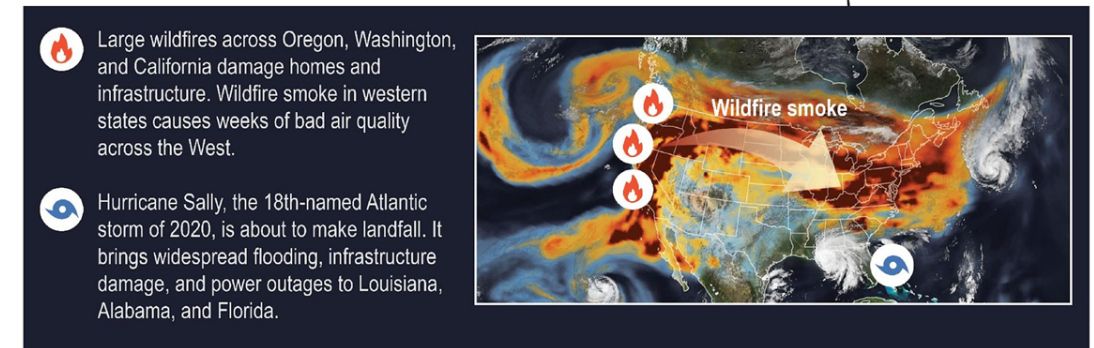 Large wildfires across Oregon, Washington,
and California damage homes and
infrastructure. Wildfire smoke in western
states causes weeks of bad air quality
across the West.
Hurricane Sally, the 18th-named Atlantic
storm of 2020, is about to make landfall. It
brings widespread flooding, infrastructure
damage, and power outages to Louisiana,
Alabama, and Florida.
Wildfire smoke